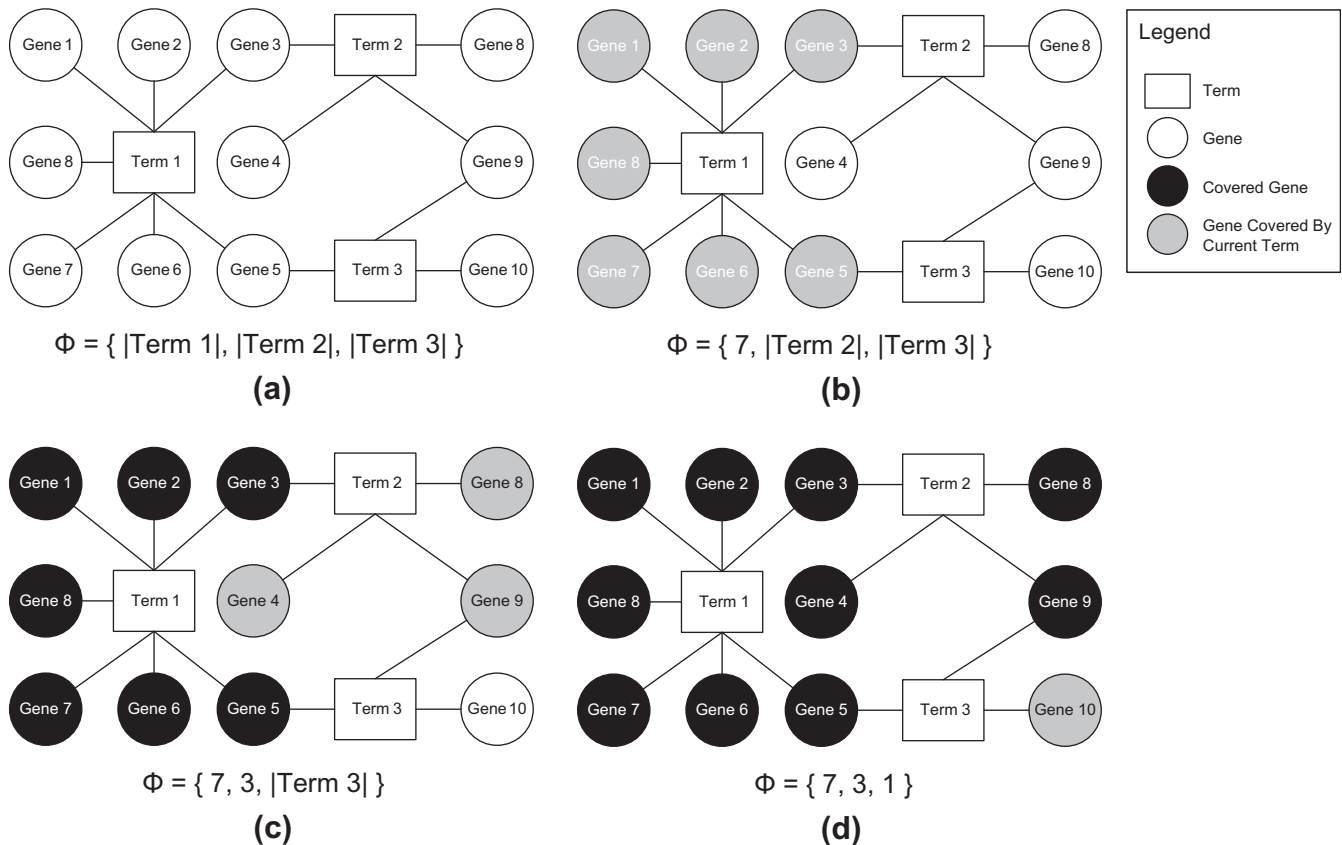 Gene 1
Gene 2
Gene 3
Term 2
Gene 8
Gene 8
Term 1
Gene 4
Gene 9
Gene 7
Gene 6
Gene 5
Term 3
Gene 10
Φ = { |Term 1|, |Term 2|, |Term 3| }
(a)
Gene 1
Gene 2
Gene 3
Term 2
Gene 8
Gene 8
Term 1
Gene 4
Gene 9
Gene 7
Gene 6
Gene 5
Term 3
Gene 10
Φ = { 7, |Term 2|, |Term 3| }
(b)
Legend
Term
Gene
Covered Gene
Gene Covered By
Current Term
Gene 1
Gene 2
Gene 3
Term 2
Gene 8
Gene 8
Term 1
Gene 4
Gene 9
Gene 7
Gene 6
Gene 5
Term 3
Gene 10
Φ = { 7, 3, |Term 3| }
(c)
Gene 1
Gene 2
Gene 3
Term 2
Gene 8
Gene 8
Term 1
Gene 4
Gene 9
Gene 7
Gene 6
Gene 5
Term 3
Gene 10
Φ = { 7, 3, 1 }
(d)